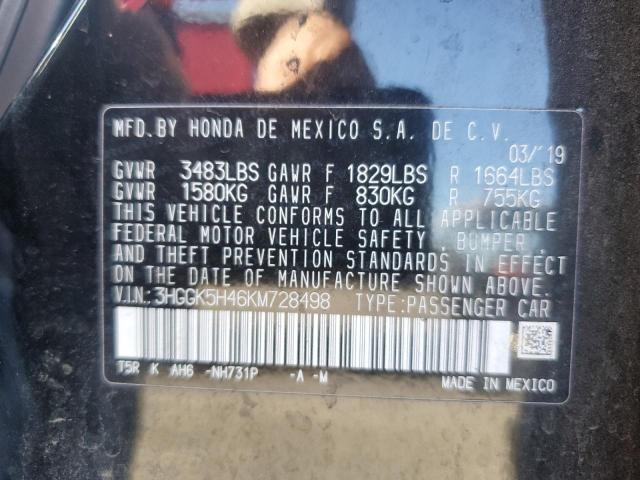 MFD. BY HONDA DE MEXICO S.A. DE C.V.
03/'19
GVWR 3483LBS GAWR F 1829LBS R 1664LBS
GVWR 1580KG GAWR F 830KG R 755KG
THIS VEHICLE CONFORMS TO ALL APPLICABLE
FEDERAL MOTOR VEHICLE SAFETY, BUMPER,
AND THEFT PREVENTION STANDARDS IN EFFECT
ON THE DATE OF MANUFACTURE SHOWN ABOVE.
V.I.N.: 3HGGK5H46KM728498 TYPE:PASSENGER CAR
T5R K AH6 -NH731P -A -M
MADE IN MEXICO